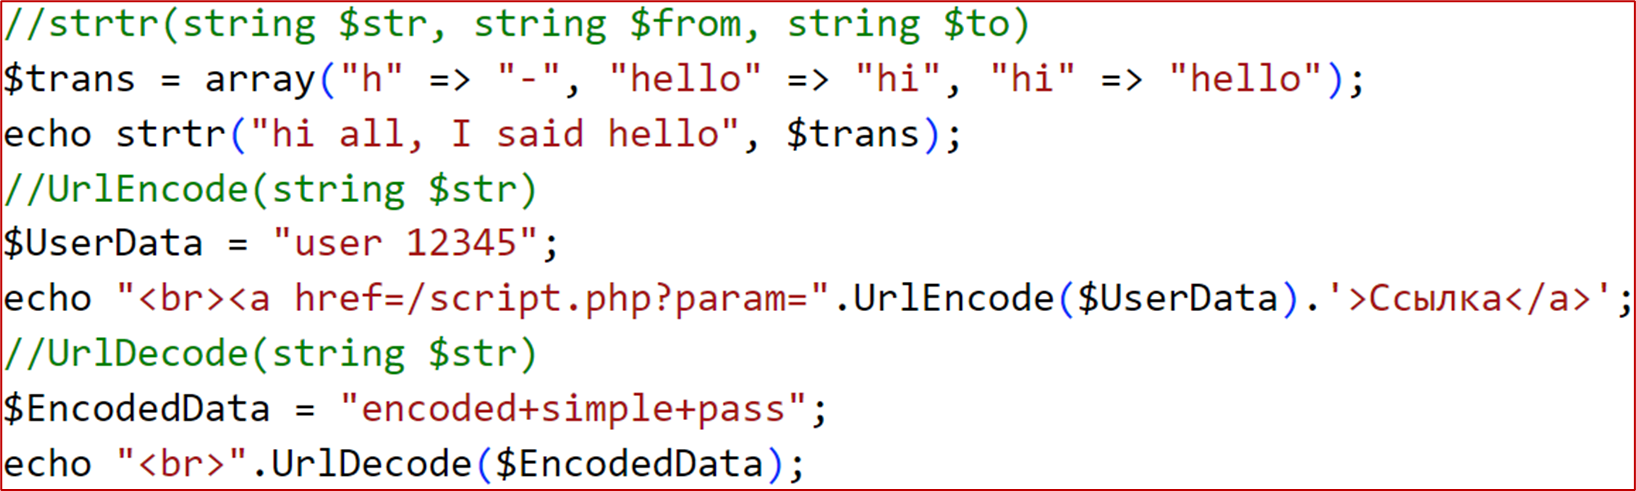 //strtr(string $str, string $from, string $to)
$trans = array("h" => "-", "hello" => "hi", "hi" => "hello");
echo strtr("hi all, I said hello", $trans);
//UrlEncode(string $str)
$UserData = "user 12345";
echo "<br><a href=/script.php?param=".UrlEncode($UserData).'>Ссылка</a>';
//UrlDecode(string $str)
$EncodedData = "encoded+simple+pass";
echo "<br>".UrlDecode($EncodedData);